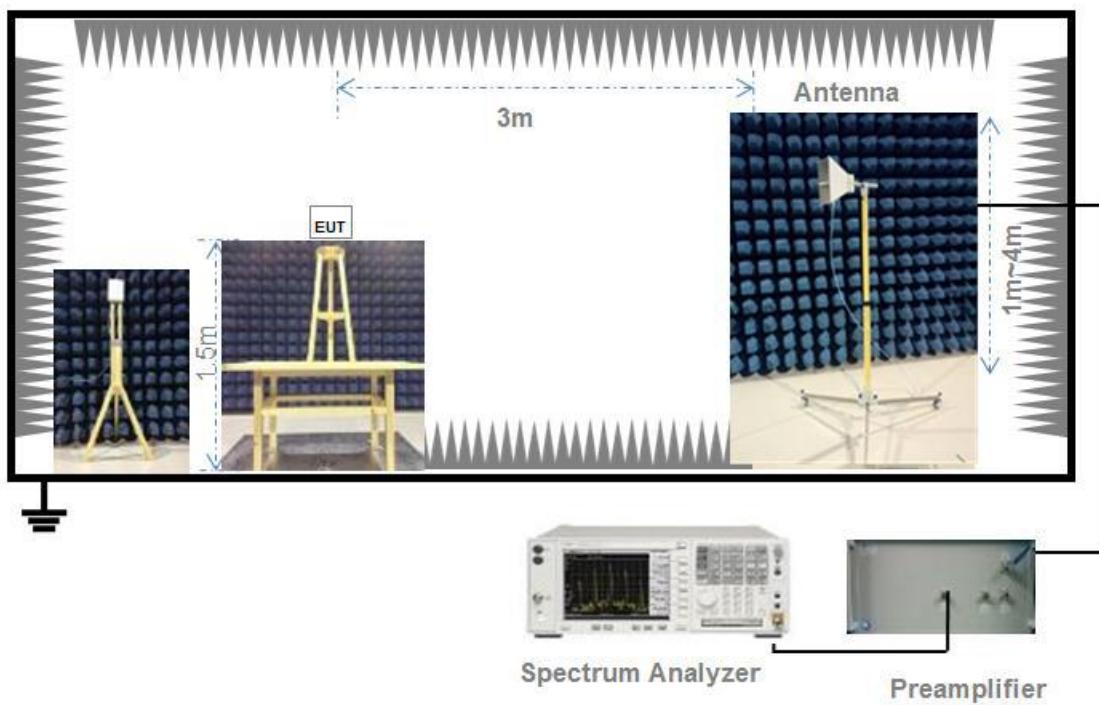 Antenna
3m
EUT
1m~4m
1.5m
Spectrum Analyzer
Preamplifier